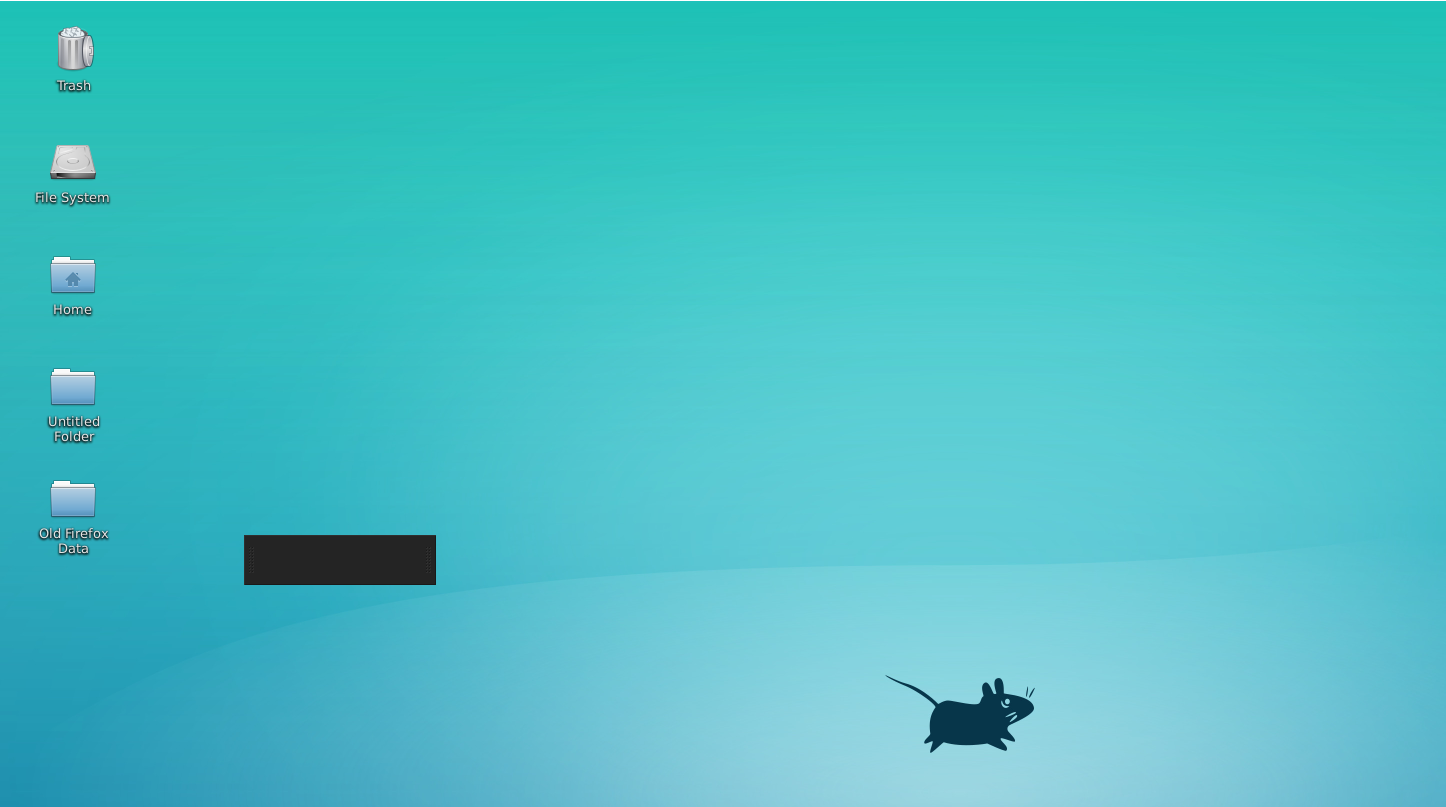 Trash
File System
Home
Untitled
Folder
Old Firefox
Data